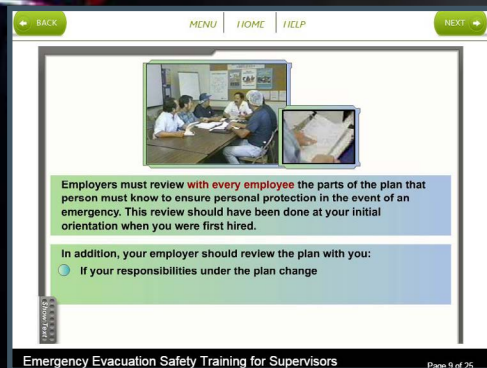 BACK
MENU
HOME
HELP
NEXT
Employers must review with every employee the parts of the plan that
person must know to ensure personal protection in the event of an
emergency. This review should have been done at your initial
orientation when you were first hired.
In addition, your employer should review the plan with you:
If your responsibilities under the plan change
Show Text
Emergency Evacuation Safety Training for Supervisors
Page 9 of 25